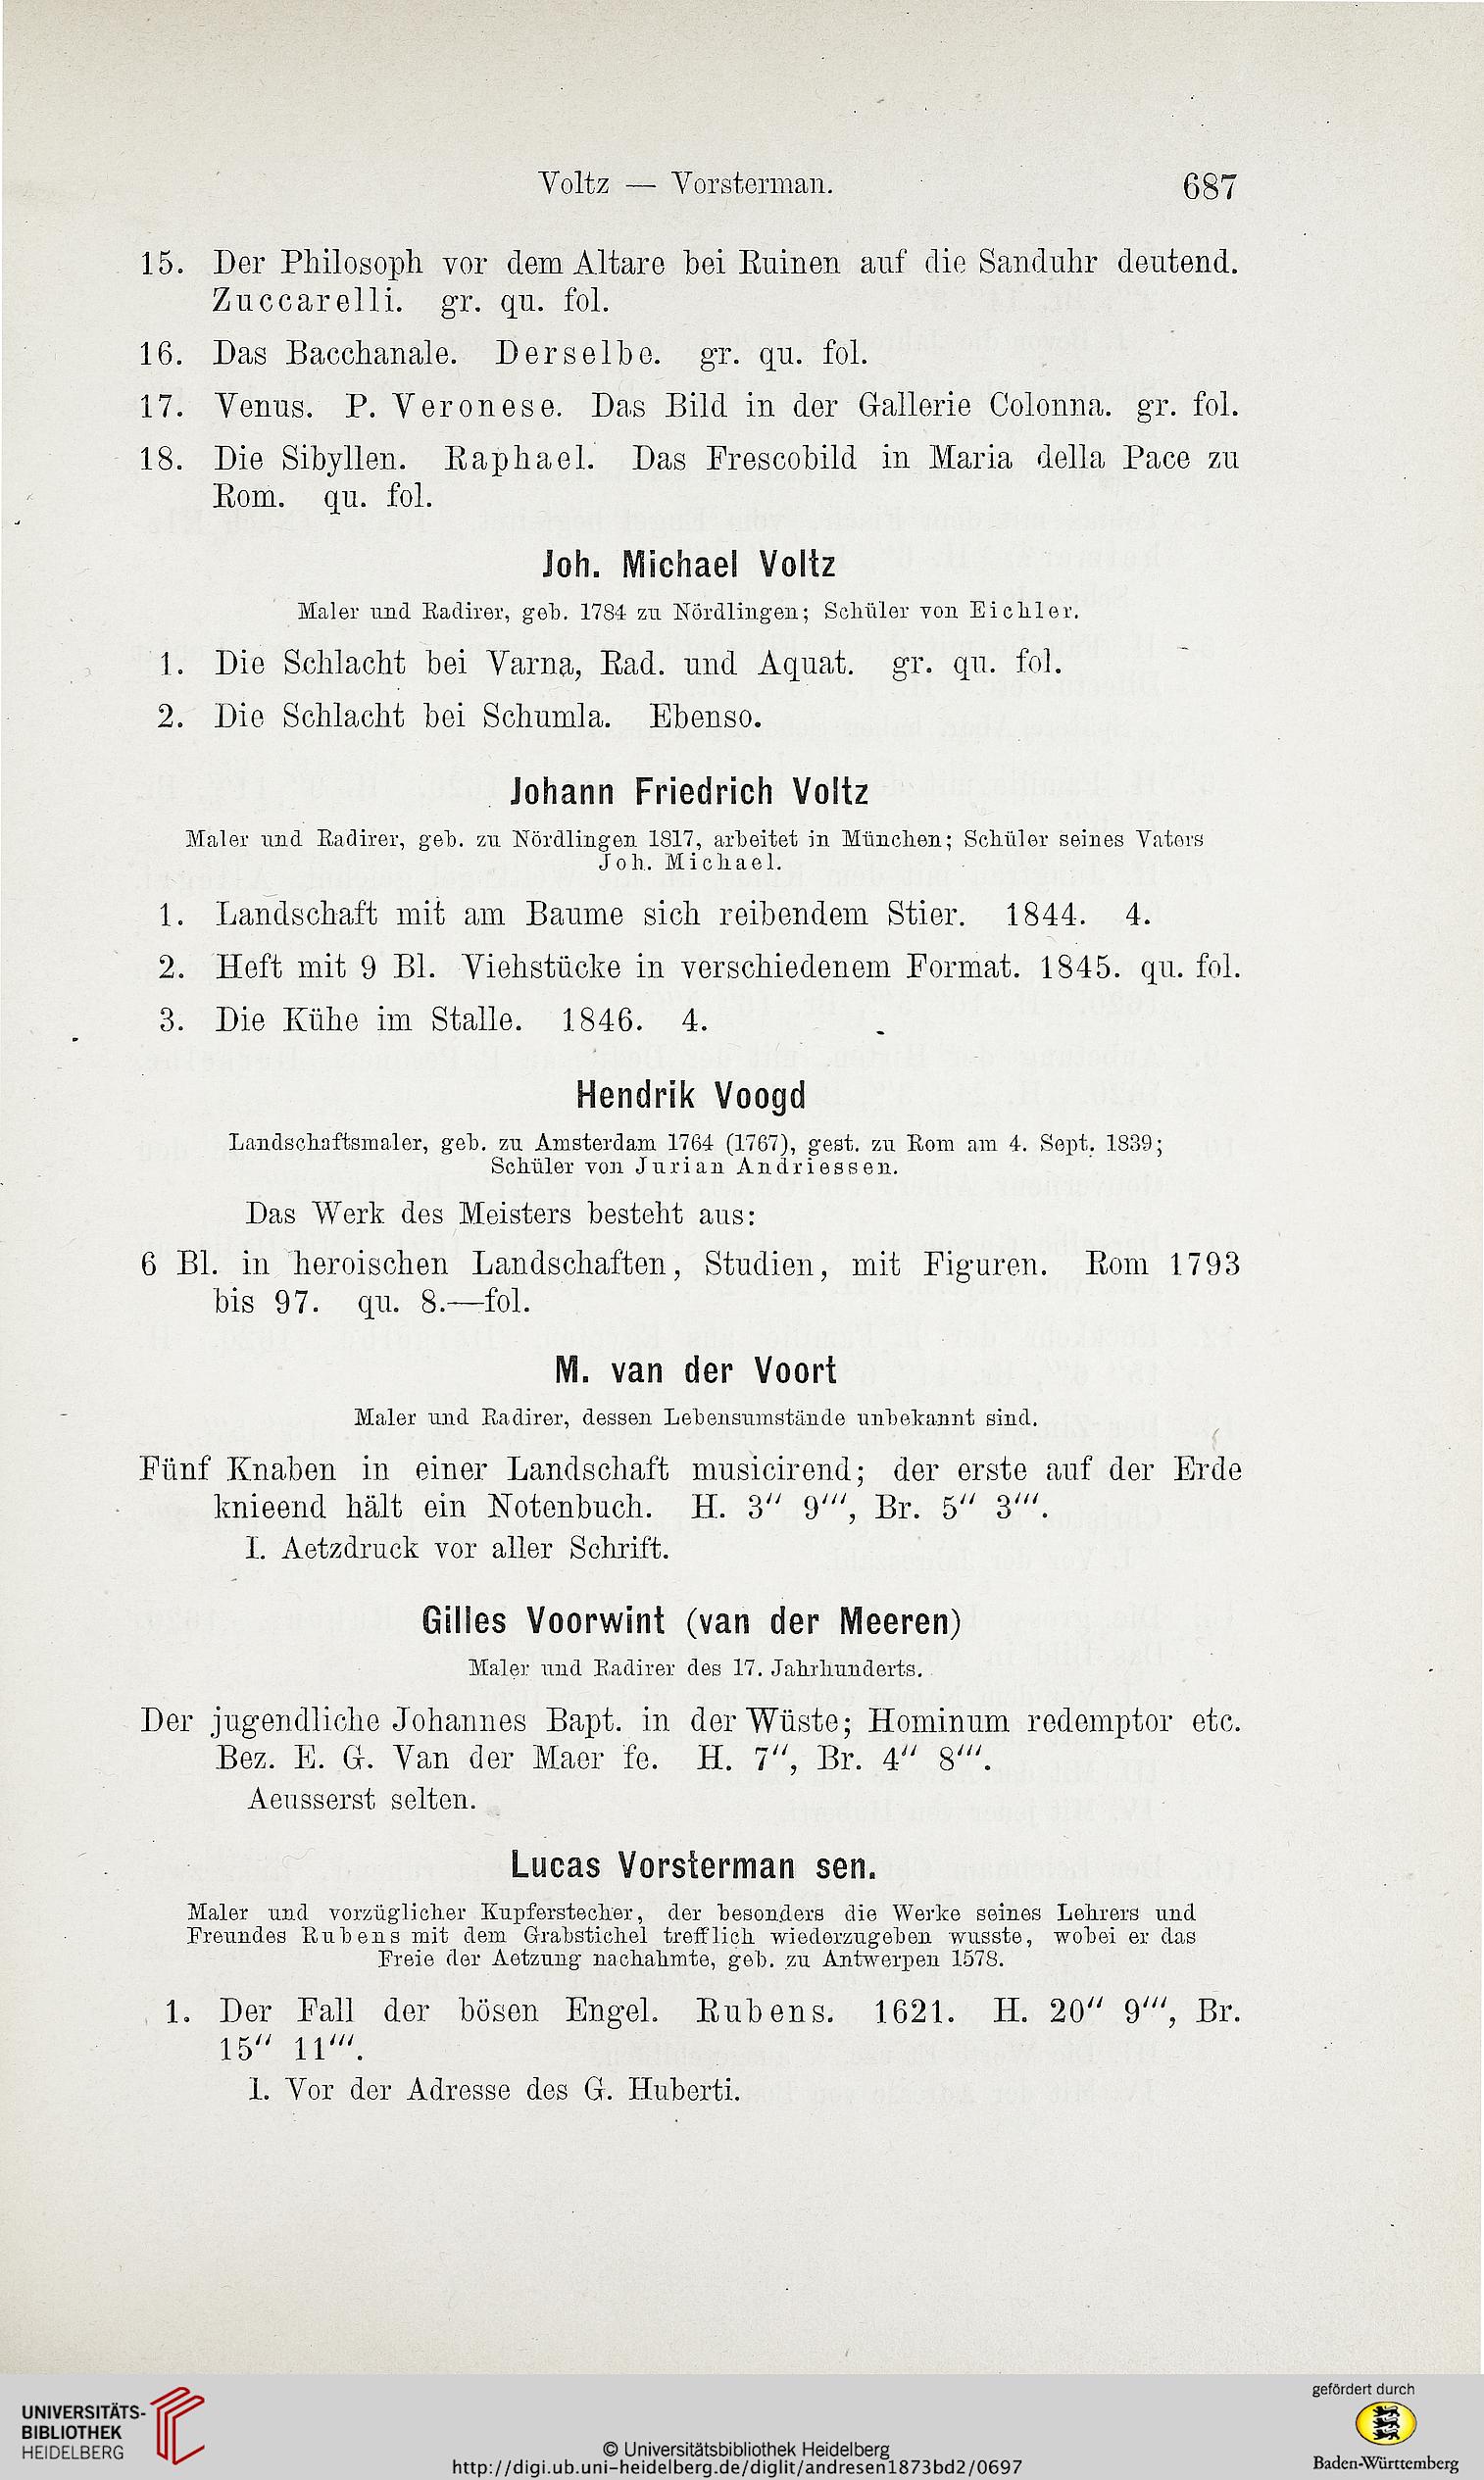 Voltz — Vorsterman. 687
15. Der Philosoph vor dem Altare bei Ruinen auf die Sanduhr deutend.
Zuccarelli. gr. qu. fol.
16. Das Bacchanale. Derselbe. gr. qu. fol.
17. Venus. P. Veronese. Das Bild in der Gallerie Colonna. gr. fol.
18. Die Sibyllen. Raphael. Das Frescobild in Maria della Pace zu
Rom. qu. fol.
Joh. Michael Voltz
Maler und Radirer, geb. 1784 zu Nördlingen; Schüler von Eichler.
1. Die Schlacht bei Varna, Rad. und Aquat. gr. qu. fol.
2. Die Schlacht bei Schumla. Ebenso.
Johann Friedrich Voltz
Maler und Radirer, geb. zu Nördlingen 1817, arbeitet in München; Schüler seines Vaters
Joh. Michael.
1. Landschaft mit am Baume sich reibendem Stier. 1844. 4.
2. Heft mit 9 Bl. Viehstücke in verschiedenem Format. 1845. qu. fol.
3. Die Kühe im Stalle. 1846. 4.
Hendrik Voogd
Landschaftsmaler, geb. zu Amsterdam 1764 (1767), gest. zu Rom am 4. Sept. 1839;
Schüler von Jurian Andriessen.
Das Werk des Meisters besteht aus:
6 Bl. in heroischen Landschaften, Studien, mit Figuren. Rom 1793
bis 97. qu. 8.—fol.
M. van der Voort
Maler und Radirer, dessen Lebensumstände unbekannt sind.
Fünf Knaben in einer Landschaft musicirend; der erste auf der Erde
knieend hält ein Notenbuch. H. 3″ 9‴, Br. 5″ 3‴.
I. Aetzdruck vor aller Schrift.
Gilles Voorwint (van der Meeren)
Maler und Radirer des 17. Jahrhunderts.
Der jugendliche Johannes Bapt. in der Wüste; Hominum redemptor etc.
Bez. E. G. Van der Maer fe. H. 7″, Br. 4″ 8‴.
Aeusserst selten.
Lucas Vorsterman sen.
Maler und vorzüglicher Kupferstecher, der besonders die Werke seines Lehrers und
Freundes Rubens mit dem Grabstichel trefflich wiederzugeben wusste, wobei er das
Freie der Aetzung nachahmte, geb. zu Antwerpen 1578.
1. Der Fall der bösen Engel. Rubens. 1621. H. 20″ 9‴, Br.
15″ 11‴.
I. Vor der Adresse des G. Huberti.
UNIVERSITÄTS-
BIBLIOTHEK
HEIDELBERG
© Universitätsbibliothek Heidelberg
http://digi.ub.uni-heidelberg.de/diglit/andresen1873bd2/0697
gefördert durch
Baden-Württemberg